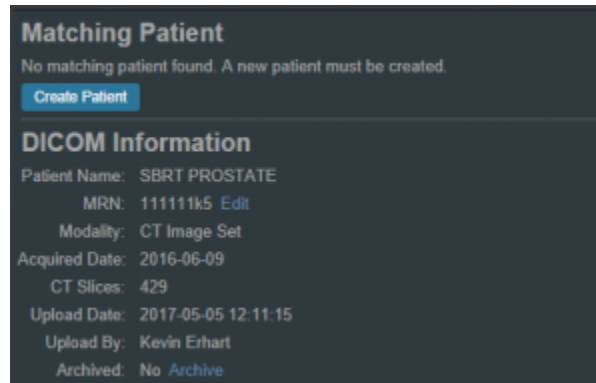 Matching Patient
No matching patient found. A new patient must be created.
Create Patient
DICOM Information
Patient Name: SBRT PROSTATE
MRN: 111111k5 Edit
Modality: CT Image Set
Acquired Date: 2016-06-09
CT Slices: 429
Upload Date: 2017-05-05 12:11:15
Upload By: Kevin Erhart
Archived: No Archive